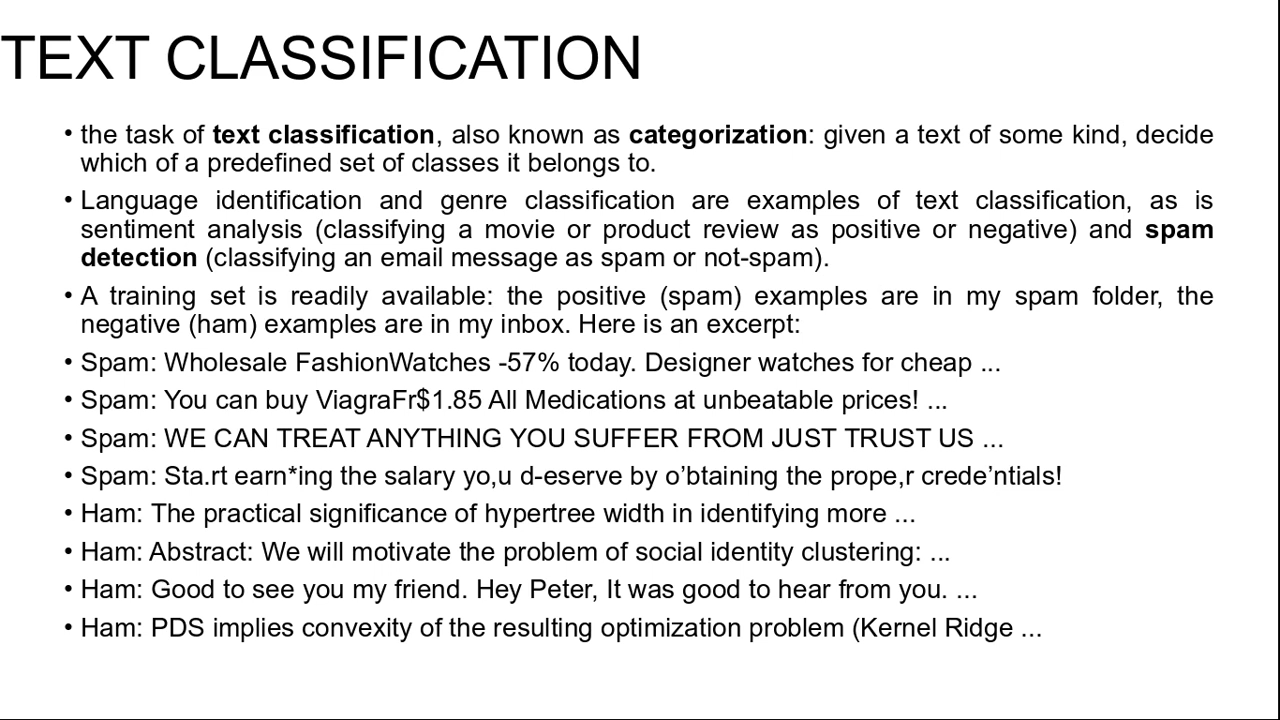 TEXT CLASSIFICATION
• the task of text classification, also known as categorization: given a text of some kind, decide
which of a predefined set of classes it belongs to.
• Language identification and genre classification are examples of text classification, as is
sentiment analysis (classifying a movie or product review as positive or negative) and spam
detection (classifying an email message as spam or not-spam).
• A training set is readily available: the positive (spam) examples are in my spam folder, the
negative (ham) examples are in my inbox. Here is an excerpt:
• Spam: Wholesale FashionWatches -57% today. Designer watches for cheap ...
• Spam: You can buy ViagraFr$1.85 All Medications at unbeatable prices! ...
• Spam: WE CAN TREAT ANYTHING YOU SUFFER FROM JUST TRUST US ...
• Spam: Sta.rt earn*ing the salary yo,u d-eserve by o’btaining the prope,r crede’ntials!
• Ham: The practical significance of hypertree width in identifying more ...
• Ham: Abstract: We will motivate the problem of social identity clustering: ...
• Ham: Good to see you my friend. Hey Peter, It was good to hear from you. ...
• Ham: PDS implies convexity of the resulting optimization problem (Kernel Ridge ...